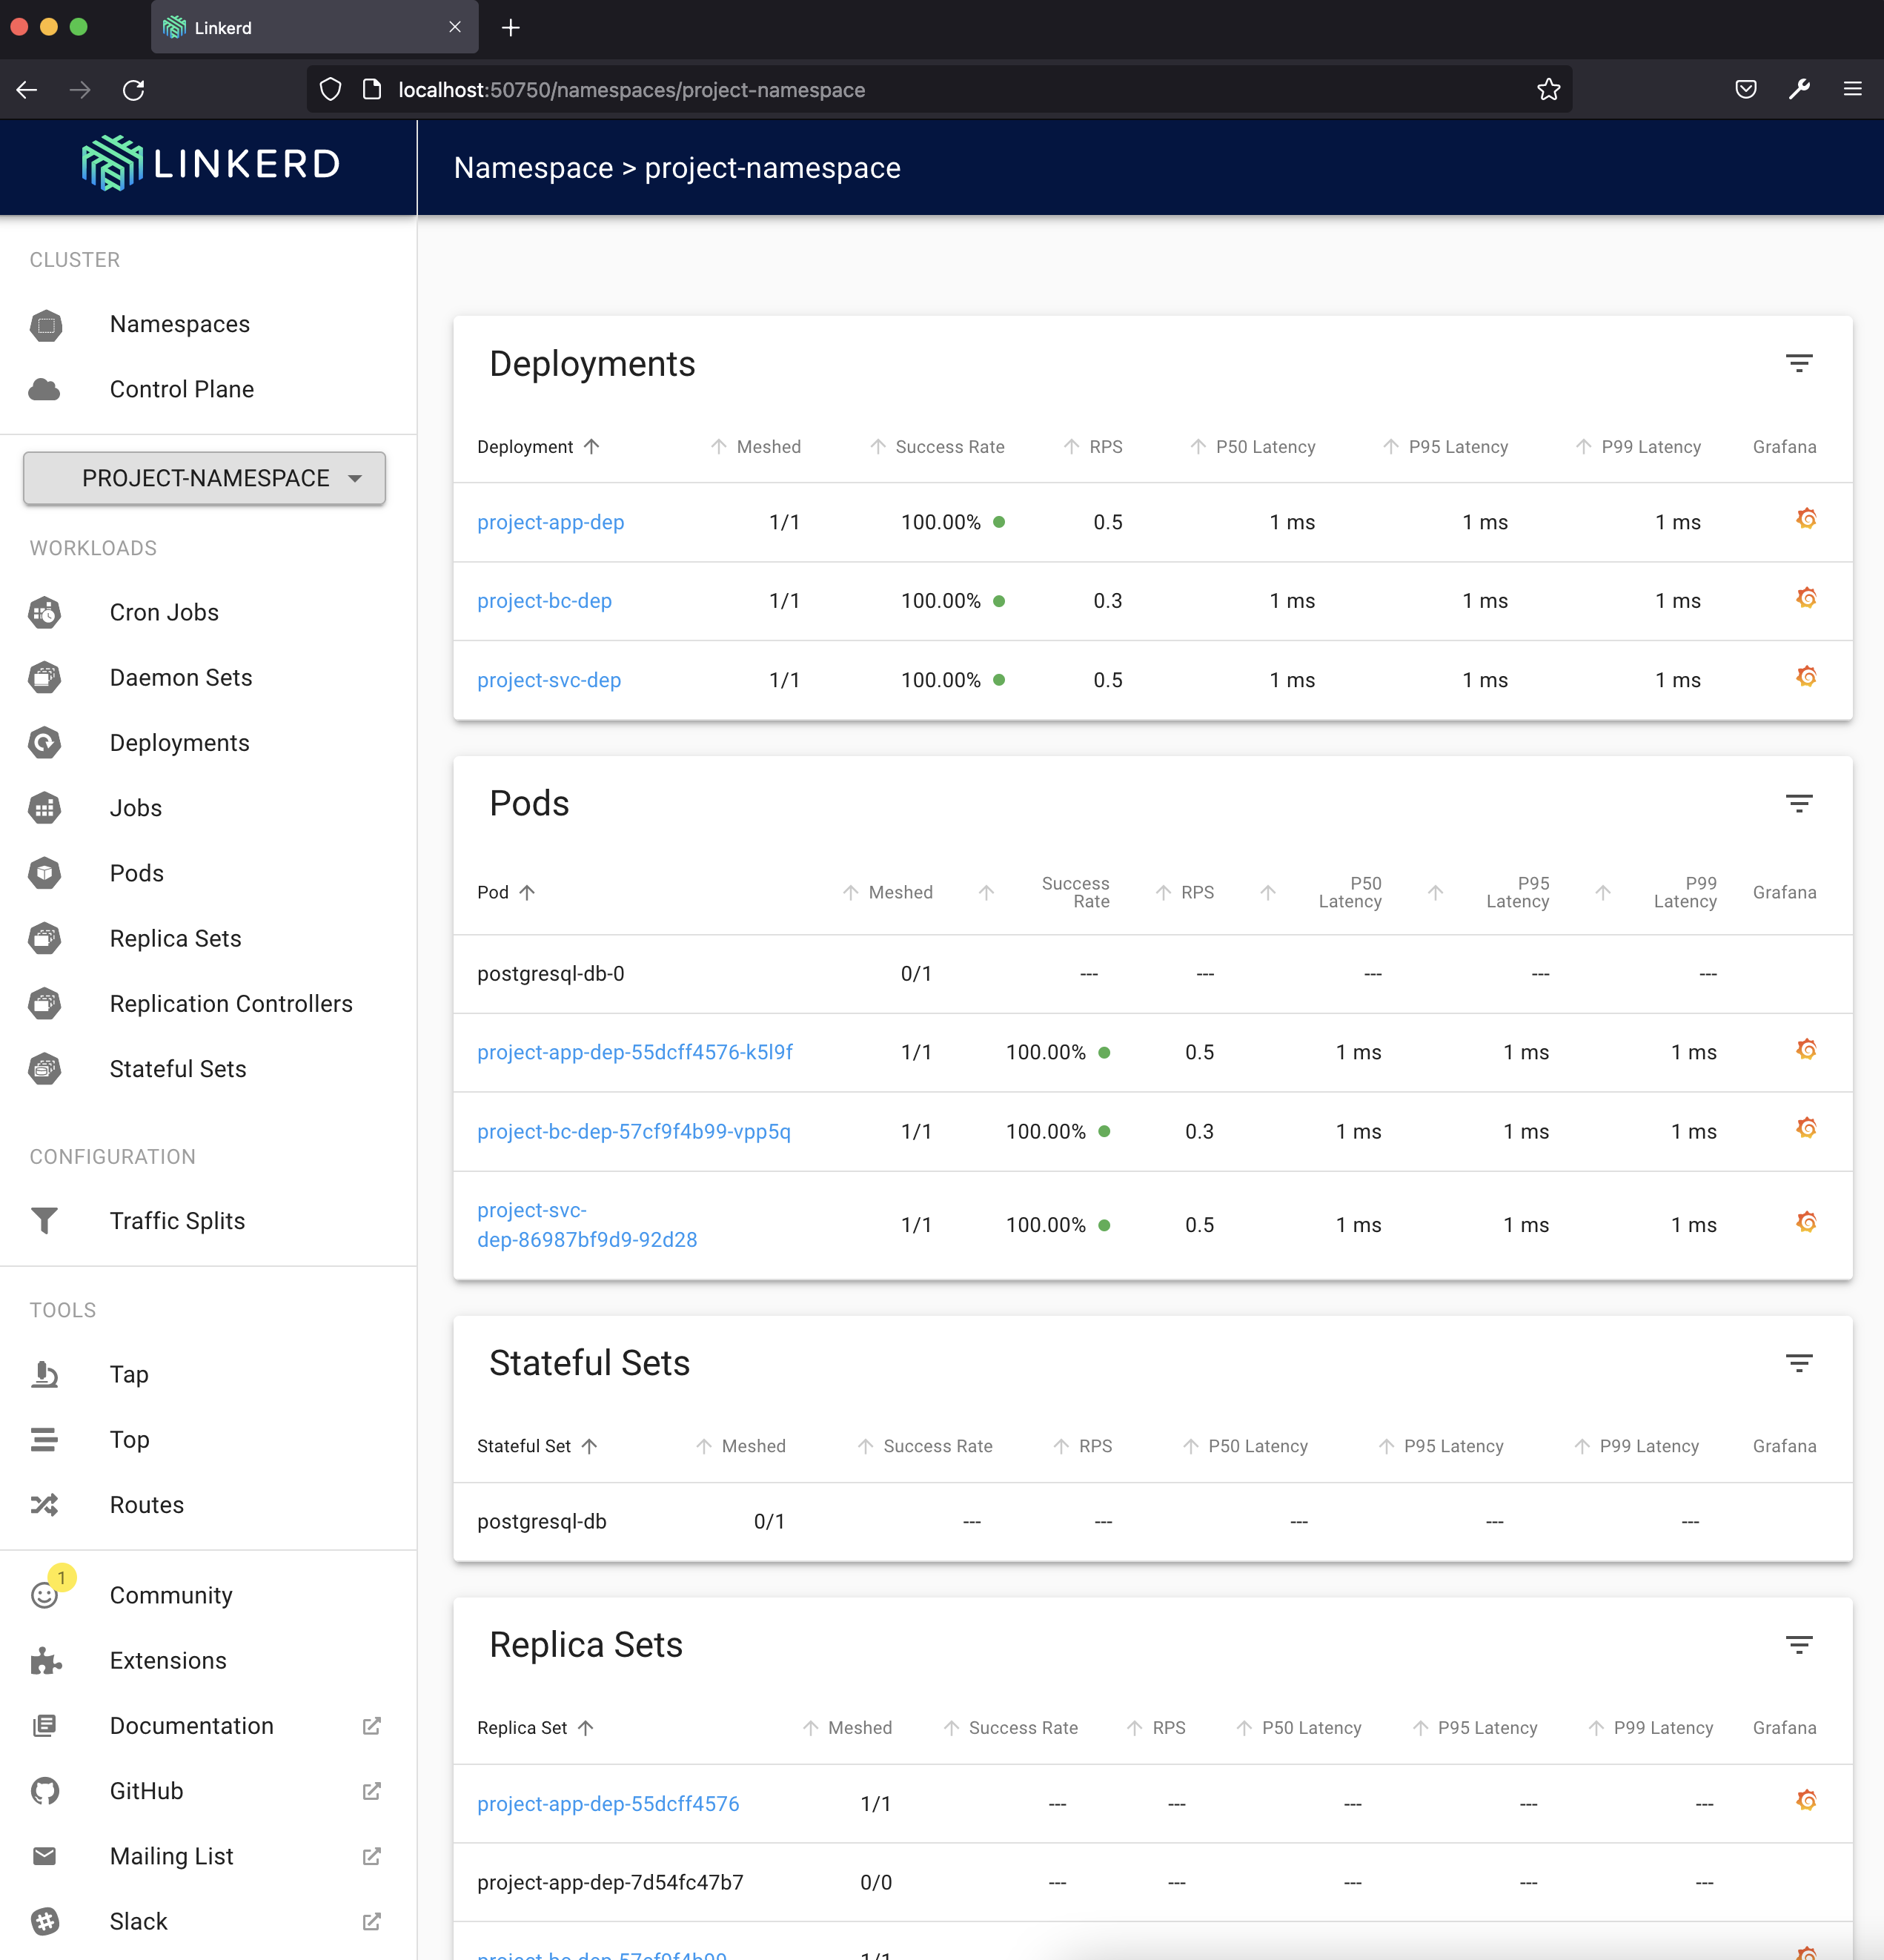 Linkerd
localhost:50750/namespaces/project-namespace
LINKERD
Namespace > project-namespace
CLUSTER
Namespaces
Control Plane
PROJECT-NAMESPACE
WORKLOADS
Cron Jobs
Daemon Sets
Deployments
Jobs
Pods
Replica Sets
Replication Controllers
Stateful Sets
CONFIGURATION
Traffic Splits
TOOLS
Tap
Top
Routes
1
Community
Extensions
Documentation
GitHub
Mailing List
Slack
Deployments
Deployment Meshed Success Rate RPS P50 Latency P95 Latency P99 Latency Grafana
project-app-dep 1/1 100.00% 0.5 1 ms 1 ms 1 ms
project-bc-dep 1/1 100.00% 0.3 1 ms 1 ms 1 ms
project-svc-dep 1/1 100.00% 0.5 1 ms 1 ms 1 ms
Pods
Pod Meshed Success Rate RPS P50 Latency P95 Latency P99 Latency Grafana
postgresql-db-0 0/1 --- --- --- --- ---
project-app-dep-55dcff4576-k5l9f 1/1 100.00% 0.5 1 ms 1 ms 1 ms
project-bc-dep-57cf9f4b99-vpp5q 1/1 100.00% 0.3 1 ms 1 ms 1 ms
project-svc-
dep-86987bf9d9-92d28 1/1 100.00% 0.5 1 ms 1 ms 1 ms
Stateful Sets
Stateful Set Meshed Success Rate RPS P50 Latency P95 Latency P99 Latency Grafana
postgresql-db 0/1 --- --- --- --- ---
Replica Sets
Replica Set Meshed Success Rate RPS P50 Latency P95 Latency P99 Latency Grafana
project-app-dep-55dcff4576 1/1 --- --- --- --- ---
project-app-dep-7d54fc47b7 0/0 --- --- --- --- ---
project-bc-dep-57cf9f4b99 1/1